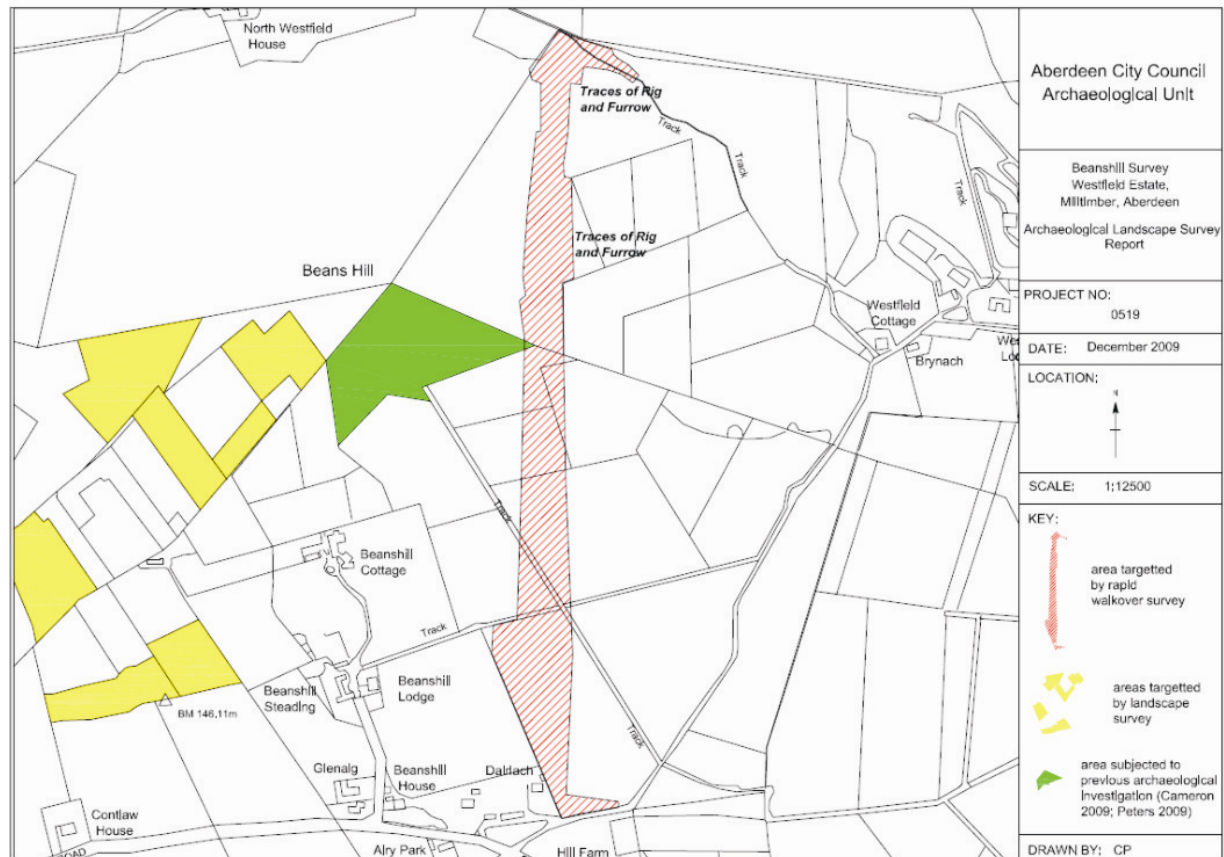 North Westfield
House
Traces of Rig
and Furrow
Track
Track
Track
Traces of Rig
and Furrow
Beans Hill
Westfield
Cottage
Brynach
Track
Beanshill
Cottage
Track
Beanshill
Steading
Beanshill
Lodge
BM 146,11m
Track
Glenalg
Beanshill
House
Daldach
Contlaw
House
ROAD
Airy Park
Hill Farm
Aberdeen City Council
Archaeological Unit
Beanshill Survey
Westfield Estate,
Milltimber, Aberdeen
Archaeological Landscape Survey
Report
PROJECT NO:
0519
DATE: December 2009
LOCATION:
N
SCALE: 1:12500
KEY:
area targetted
by rapid
walkover survey
areas targetted
by landscape
survey
area subjected to
previous archaeological
investigation (Cameron
2009; Peters 2009)
DRAWN BY: CP